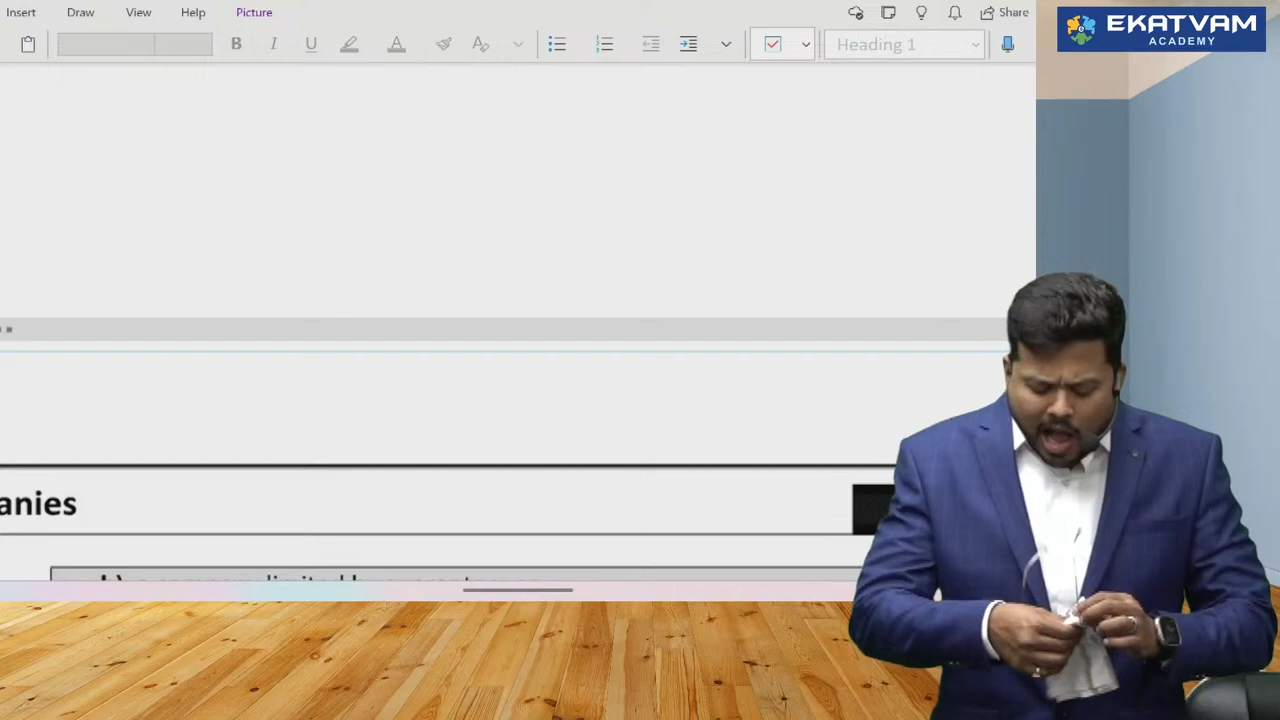 Insert Draw View Help Picture Share
EKATVAM
ACADEMY
B I U A Heading 1
anies